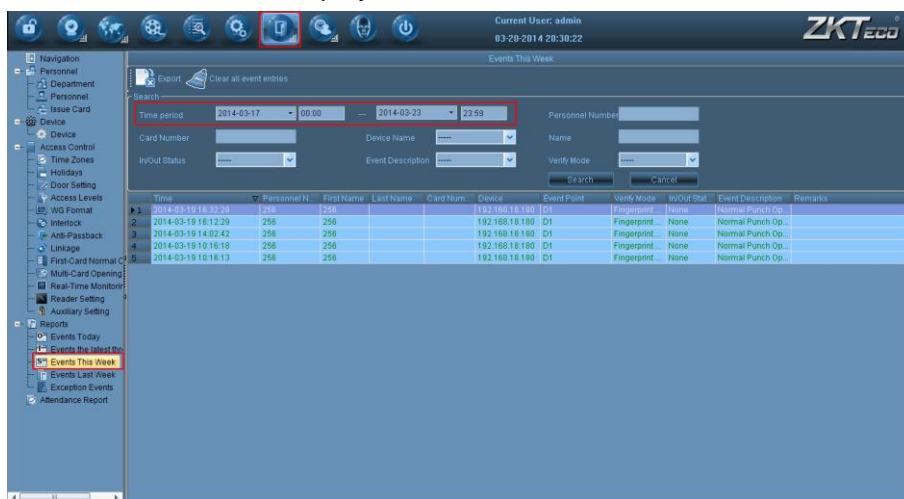 Current User: admin
ZKTeco
03-20-2014 20:30:22
Navigation
Events This Week
Personnel
Department
Export
Clear all event entries
Personnel
Search
Issue Card
Time period 2014-03-17 00:00 — 2014-03-23 23:59 Personnel Number
Device
Device
Card Number Device Name ----- Name
Access Control
Time Zones
In/Out Status ----- Event Description ----- Verify Mode -----
Holidays
Search Cancel
Door Setting
Access Levels
Time Personnel N... First Name Last Name Card Num... Device Event Point Verify Mode In/Out Stat... Event Description Remarks
WG Format
1 2014-03-19 16:32:29 256 256 192.168.18.180 D1 Fingerprint ... None Normal Punch Op...
Interlock
2 2014-03-19 16:12:29 256 256 192.168.18.180 D1 Fingerprint ... None Normal Punch Op...
Anti-Passback
3 2014-03-19 14:02:42 256 256 192.168.18.180 D1 Fingerprint ... None Normal Punch Op...
Linkage
4 2014-03-19 10:16:18 256 256 192.168.18.180 D1 Fingerprint ... None Normal Punch Op...
First-Card Normal
5 2014-03-19 10:16:13 256 256 192.168.18.180 D1 Fingerprint ... None Normal Punch Op...
Multi-Card Opening
Real-Time
Reader Setting
Auxiliary Setting
Reports
Events Today
Events the latest
Events This Week
Events Last Week
Exception Events
Attendance Report